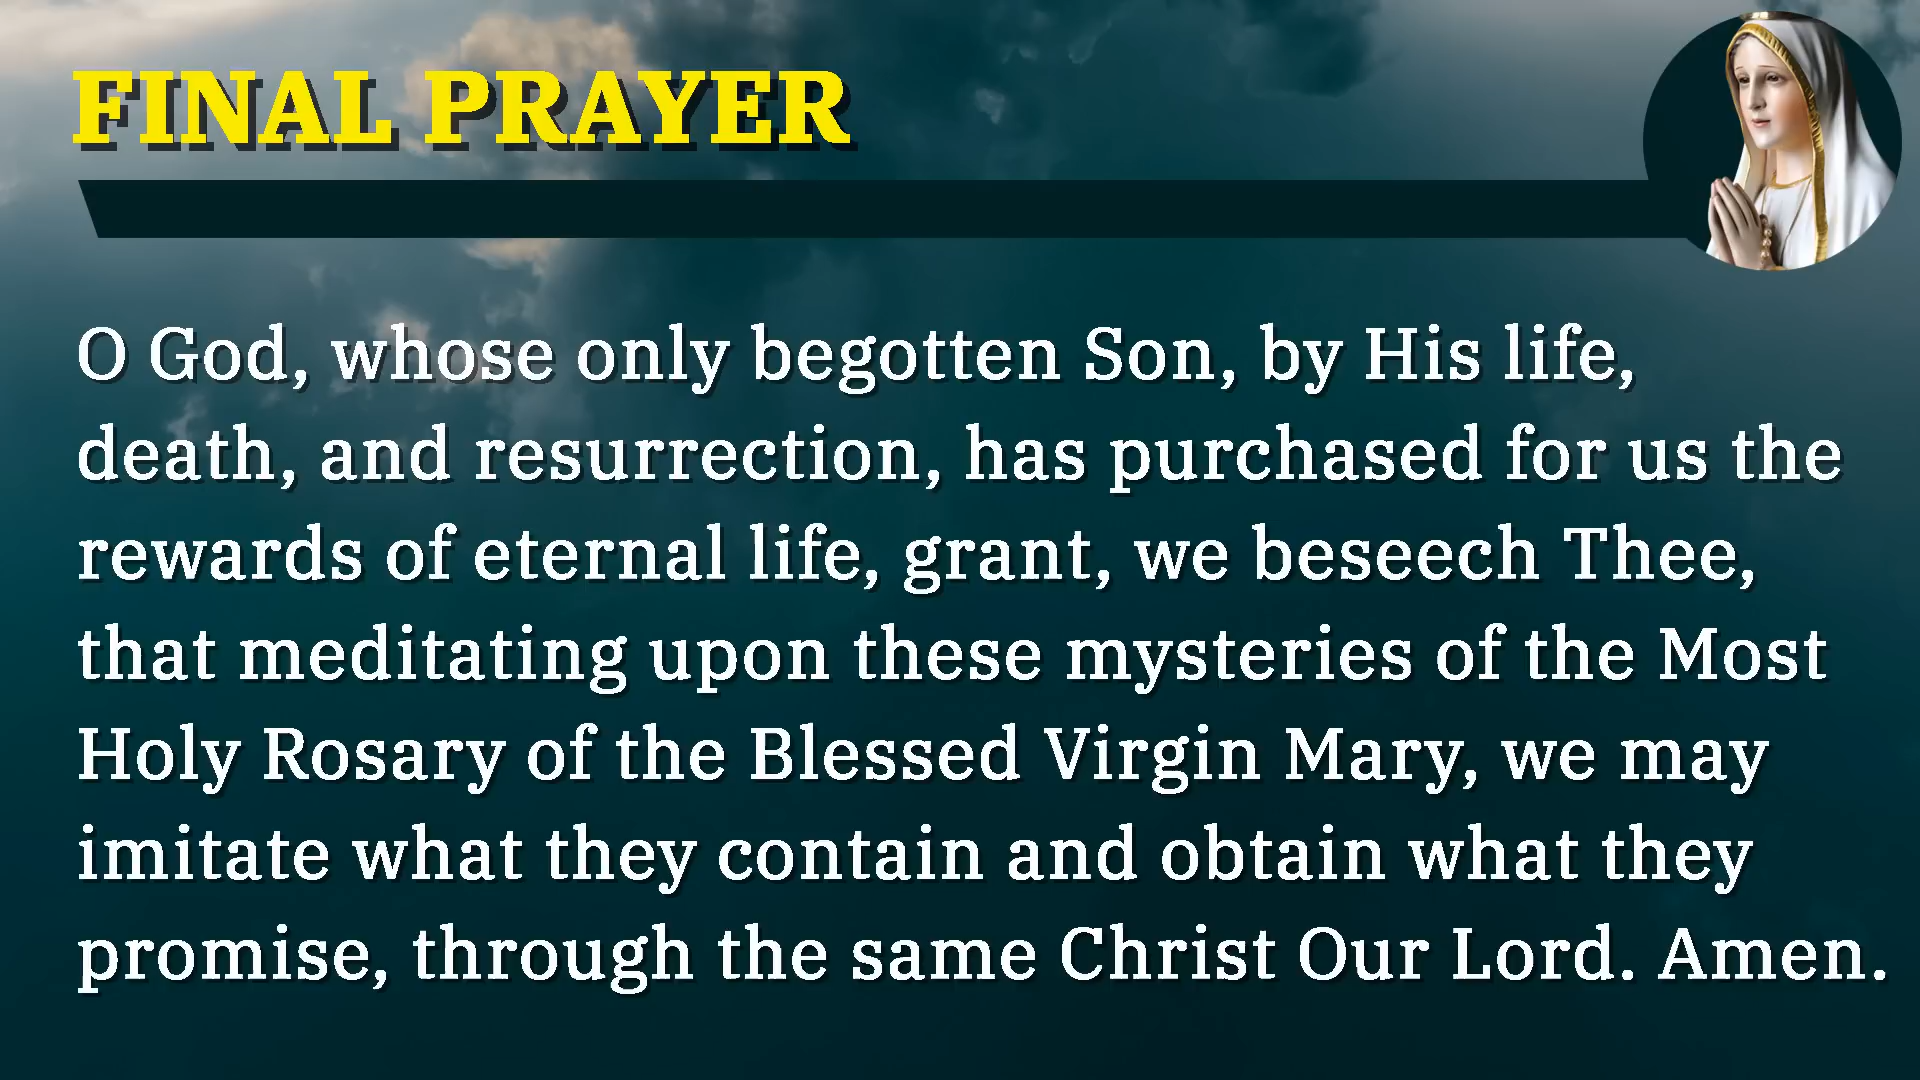 FINAL PRAYER
O God, whose only begotten Son, by His life,
death, and resurrection, has purchased for us the
rewards of eternal life, grant, we beseech Thee,
that meditating upon these mysteries of the Most
Holy Rosary of the Blessed Virgin Mary, we may
imitate what they contain and obtain what they
promise, through the same Christ Our Lord. Amen.